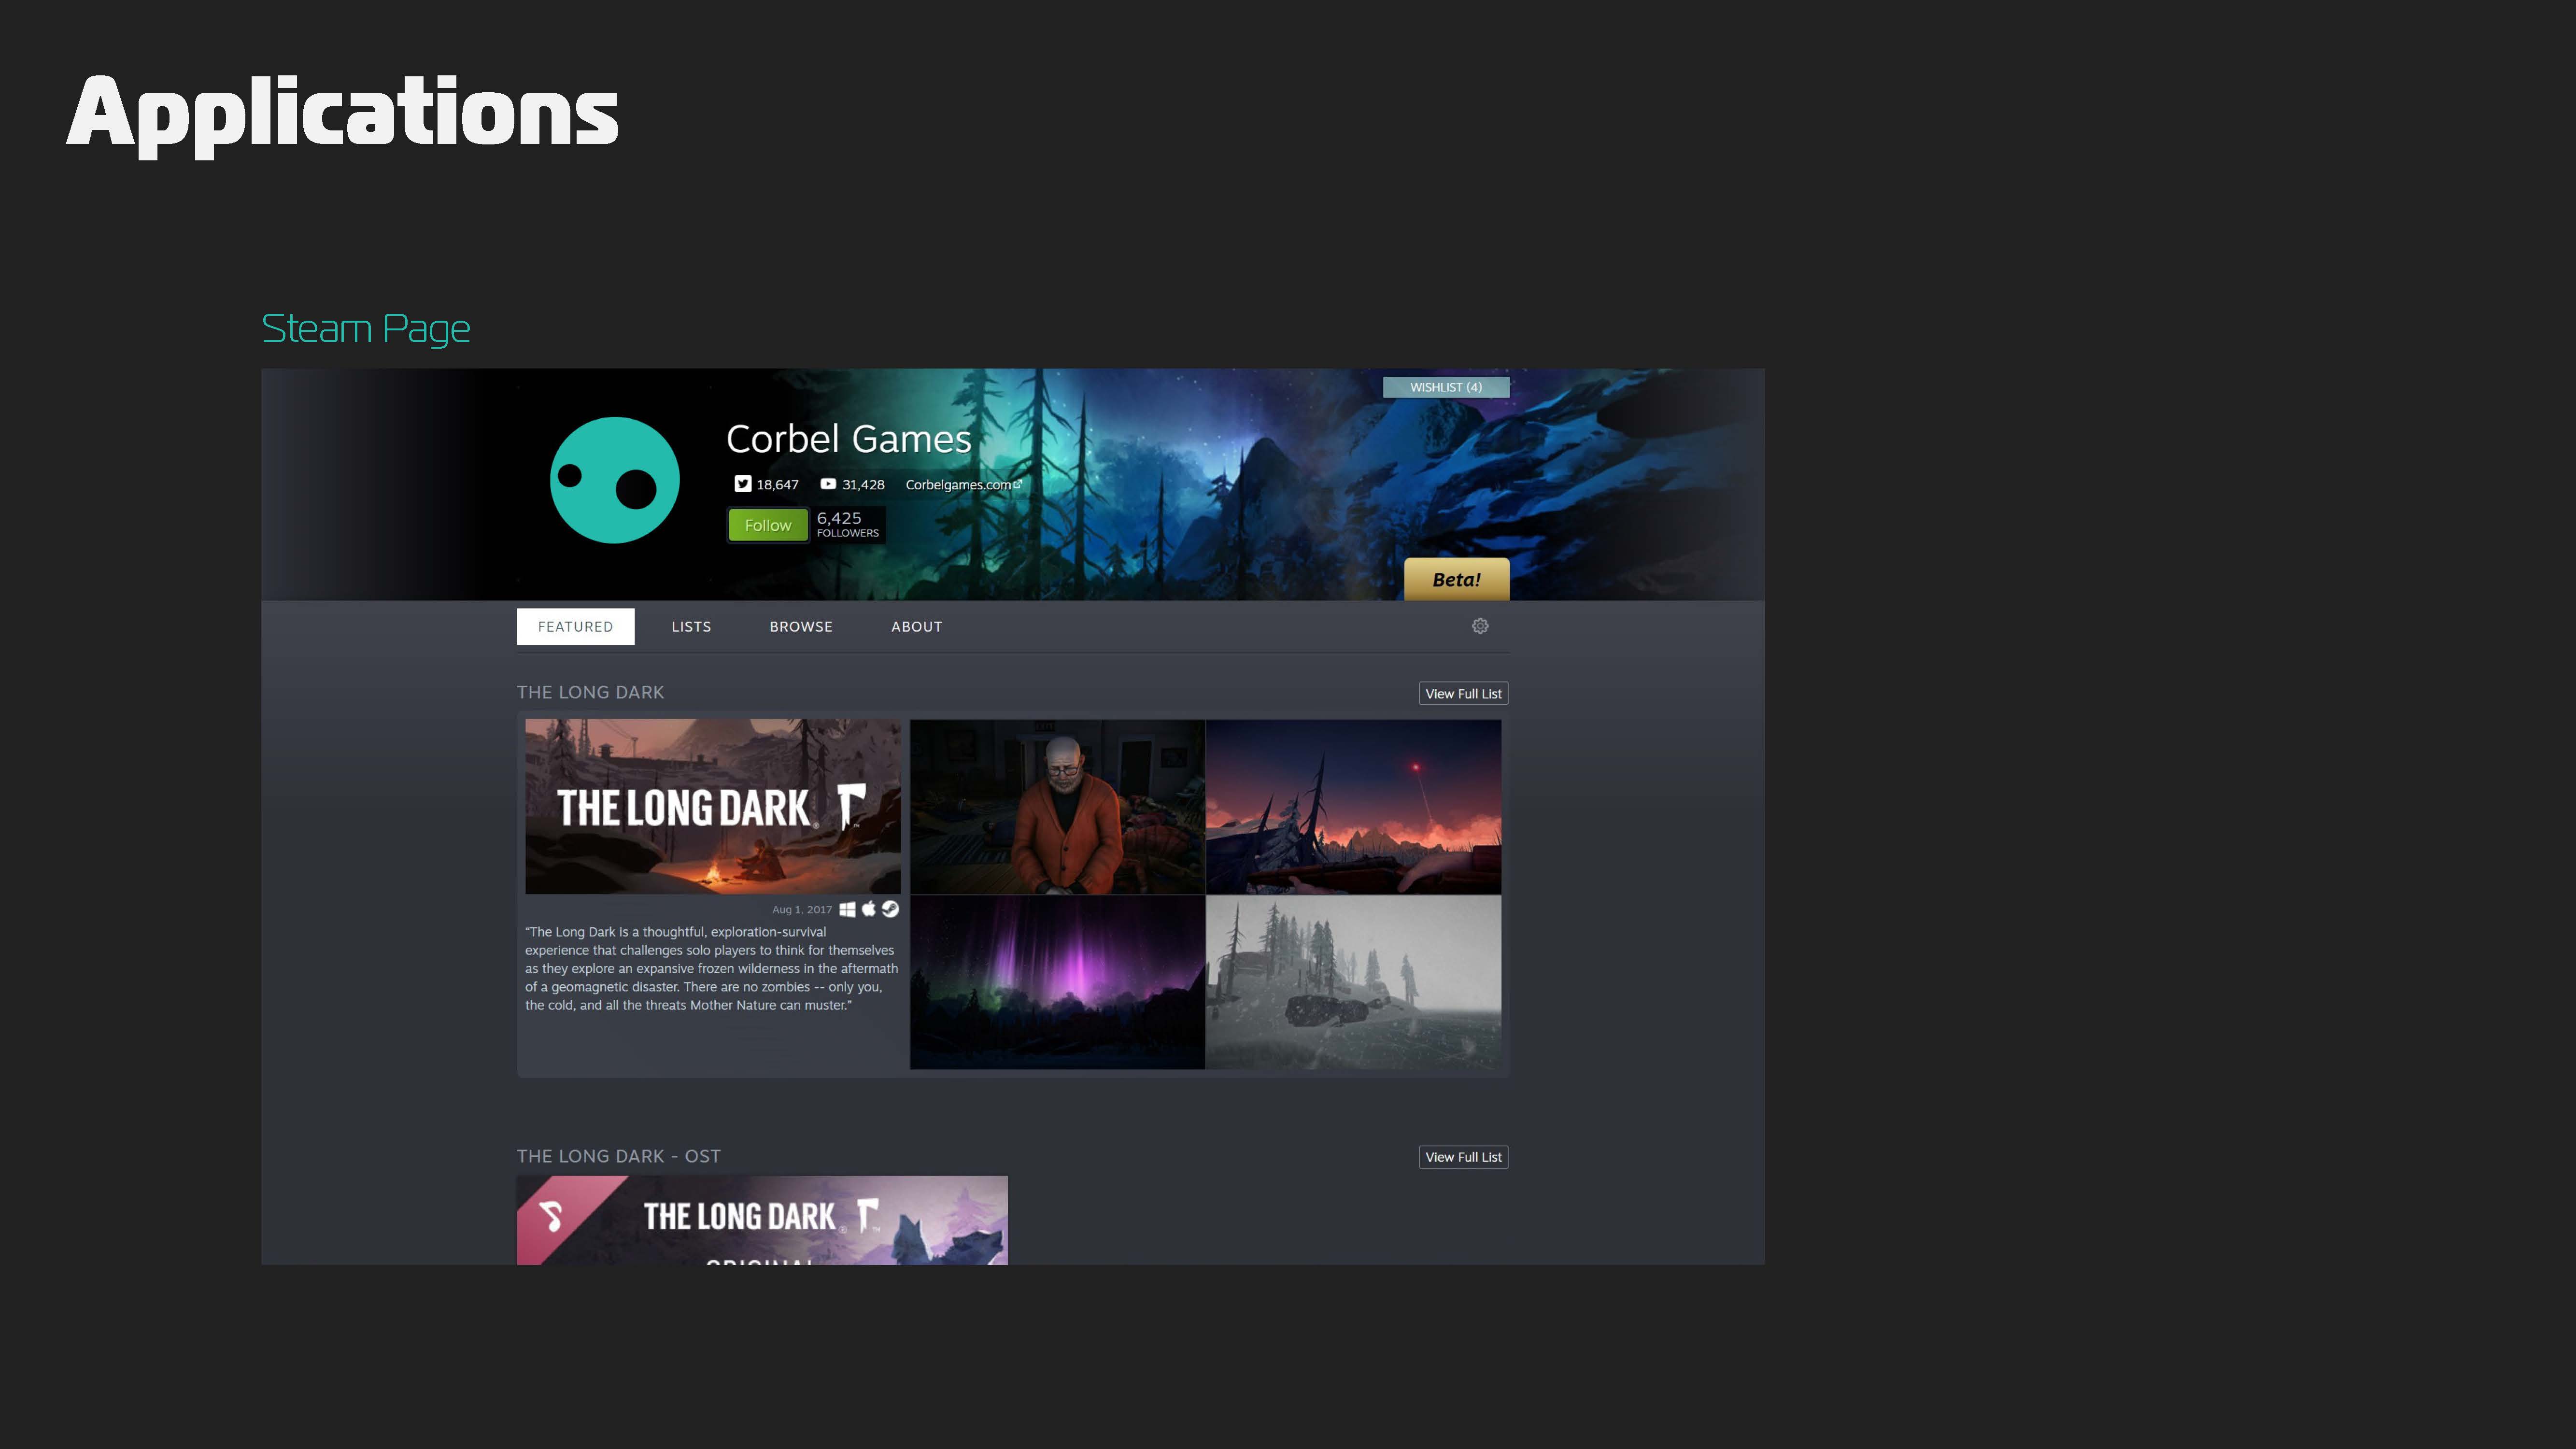 Applications
Steam Page
WISHLIST (4)
Corbel Games
18,647 31,428 Corbelgames.com
Follow 6,425 FOLLOWERS
Beta!
FEATURED LISTS BROWSE ABOUT
THE LONG DARK View Full List
THE LONG DARK ® ™
Aug 1, 2017
“The Long Dark is a thoughtful, exploration-survival
experience that challenges solo players to think for themselves
as they explore an expansive frozen wilderness in the aftermath
of a geomagnetic disaster. There are no zombies -- only you,
the cold, and all the threats Mother Nature can muster.”
THE LONG DARK - OST View Full List
THE LONG DARK ® ™
ORIGINAL